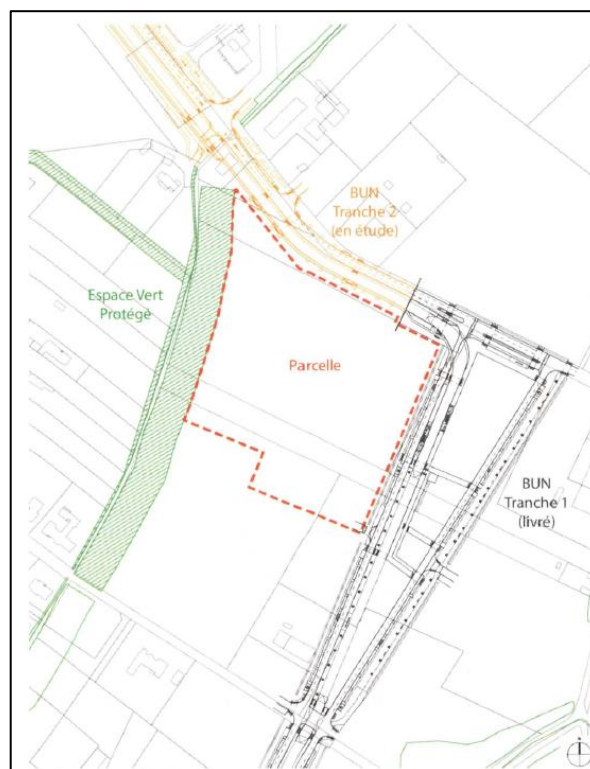 BUN
Tranche 2
(en étude)
Espace Vert
Protégé
Parcelle
BUN
Tranche 1
(livré)